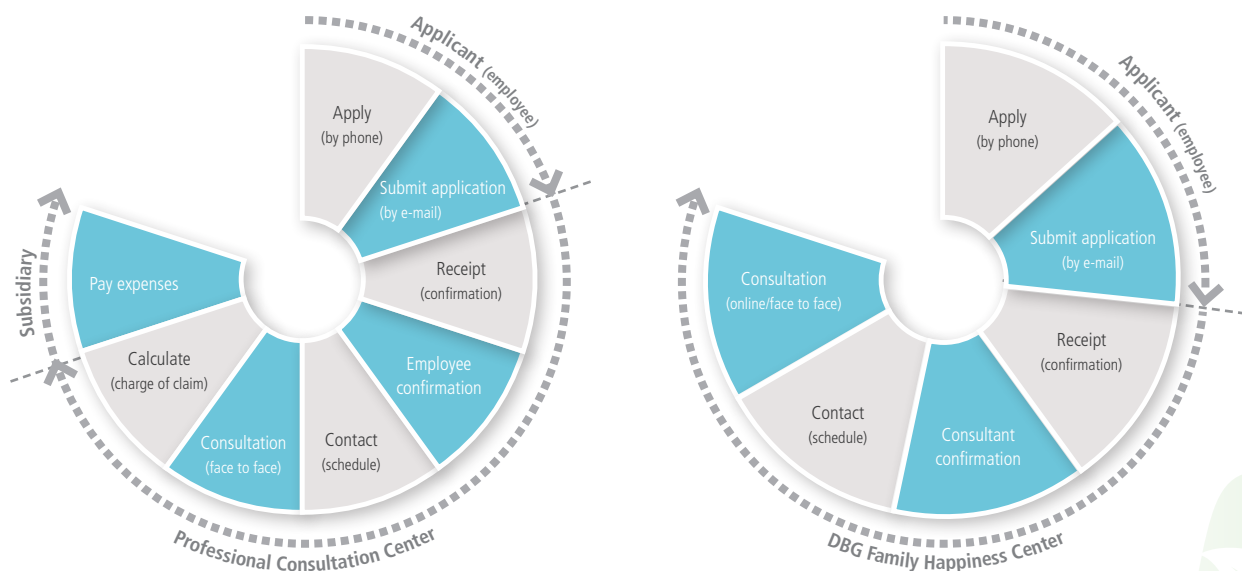 Applicant (employee)
Apply
(by phone)
Submit application
(by e-mail)
Receipt
(confirmation)
Employee
confirmation
Contact
(schedule)
Consultation
(face to face)
Calculate
(charge of claim)
Pay expenses
Subsidiary
Professional Consultation Center
Applicant (employee)
Apply
(by phone)
Submit application
(by e-mail)
Receipt
(confirmation)
Consultant
confirmation
Contact
(schedule)
Consultation
(online/face to face)
DBG Family Happiness Center